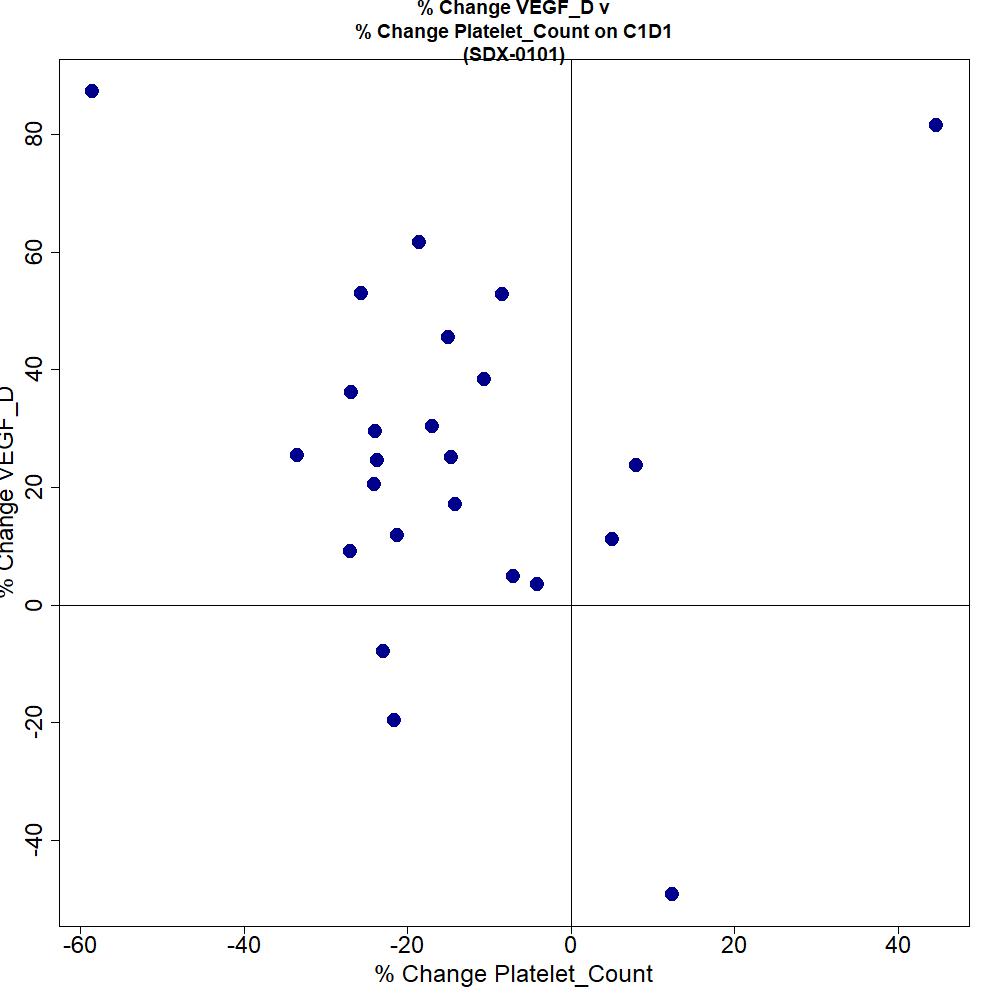 % Change VEGF_D v
% Change Platelet_Count on C1D1
(SDX-0101)
% Change VEGF_D
80
60
40
20
0
-20
-40
-60
-40
-20
0
20
40
% Change Platelet_Count